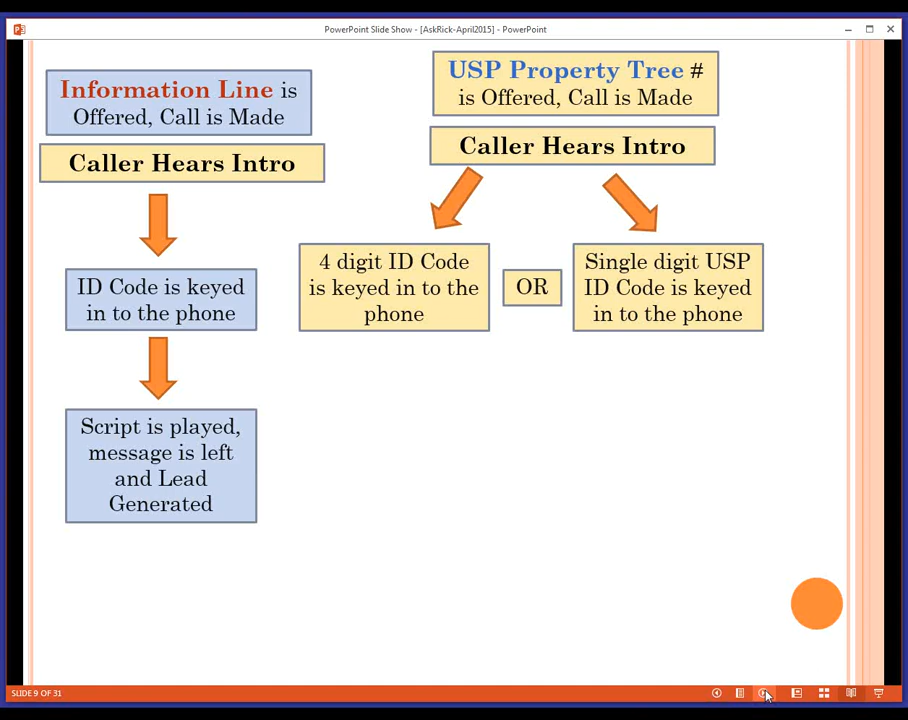 PowerPoint Slide Show - [AskRick-April2015] - PowerPoint
Information Line is
Offered, Call is Made
Caller Hears Intro
ID Code is keyed
in to the phone
Script is played,
message is left
and Lead
Generated
USP Property Tree #
is Offered, Call is Made
Caller Hears Intro
4 digit ID Code
is keyed in to the
phone
OR
Single digit USP
ID Code is keyed
in to the phone
SLIDE 9 OF 31